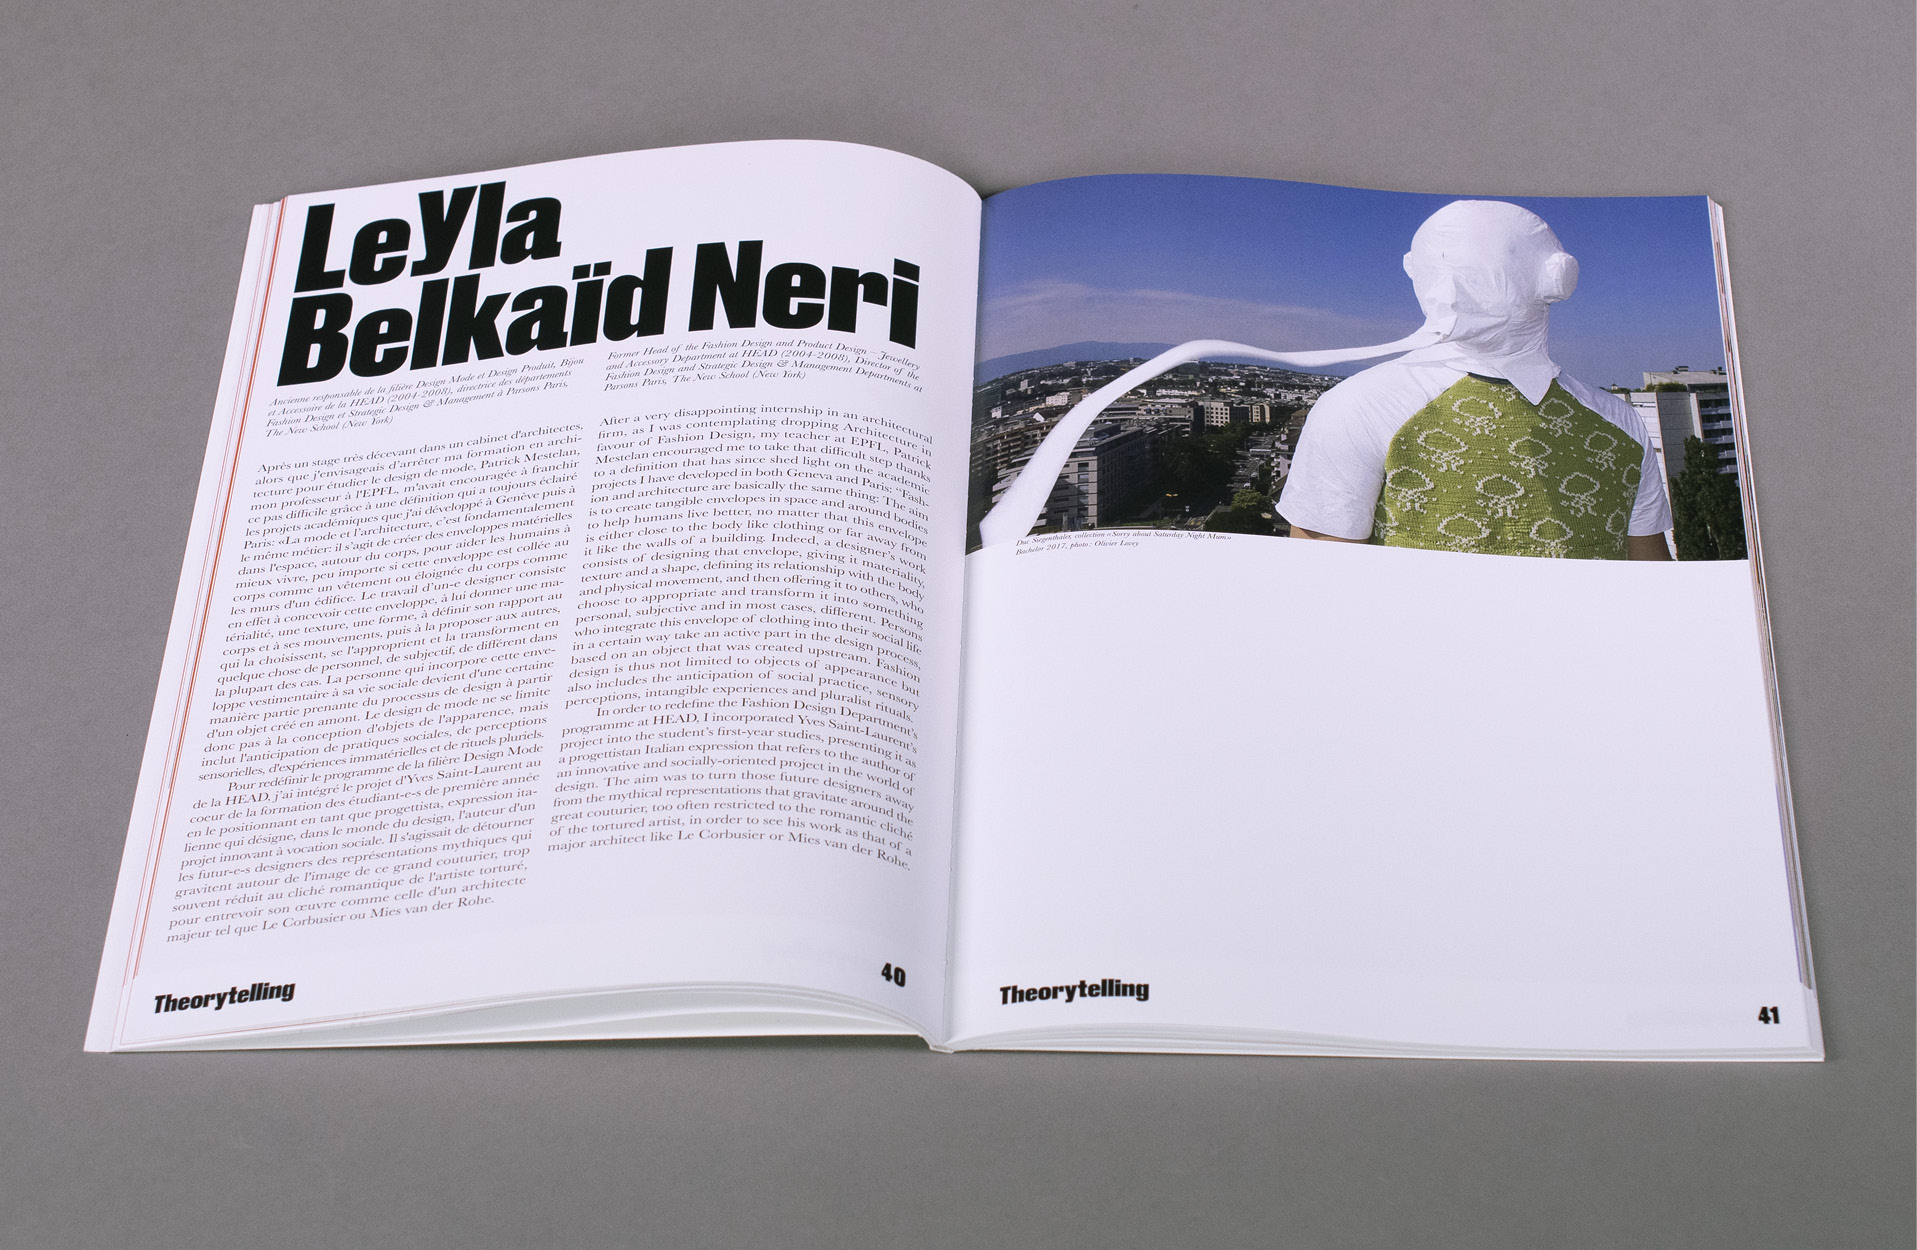 Leyla
Belkaïd Neri
Ancienne responsable de la filière Design Mode et Design Produit, Bijou
et Accessoire de la HEAD (2004-2008), directrice des départements
Fashion Design et Strategic Design & Management à Parsons Paris,
The New School (New York)
Après un stage très décevant dans un cabinet d'architectes,
alors que j'envisageais d'arrêter ma formation en archi-
tecture pour étudier le design de mode, Patrick Mestelan,
mon professeur à l'EPFL, m'avait encouragée à franchir
ce pas difficile grâce à une définition qui a toujours éclairé
les projets académiques que j'ai développé à Genève puis à
Paris: «La mode et l'architecture, c'est fondamentalement
le même métier: il s'agit de créer des enveloppes matérielles
dans l'espace, autour du corps, pour aider les humains à
mieux vivre, peu importe si cette enveloppe est collée au
corps comme un vêtement ou éloignée du corps comme
les murs d'un édifice. Le travail d'un-e designer consiste
en effet à concevoir cette enveloppe, à lui donner une ma-
térialité, une texture, une forme, à définir son rapport au
corps et à ses mouvements, puis à la proposer aux autres,
qui la choisissent, se l'approprient et la transforment en
quelque chose de personnel, de subjectif, de différent dans
la plupart des cas. La personne qui incorpore cette enve-
loppe vestimentaire à sa vie sociale devient d'une certaine
manière partie prenante du processus de design à partir
d'un objet créé en amont. Le design de mode ne se limite
donc pas à la conception d'objets de l'apparence, mais
inclut l'anticipation de pratiques sociales, de perceptions
sensorielles, d'expériences immatérielles et de rituels pluriels.
Pour redéfinir le programme de la filière Design Mode
de la HEAD, j'ai intégré le projet d'Yves Saint-Laurent au
coeur de la formation des étudiant-e-s de première année
en le positionnant en tant que progettista, expression ita-
lienne qui désigne, dans le monde du design, l'auteur d'un
projet innovant à vocation sociale. Il s'agissait de détourner
les futur-e-s designers des représentations mythiques qui
gravitent autour de l'image de ce grand couturier, trop
souvent réduit au cliché romantique de l'artiste torturé,
pour entrevoir son œuvre comme celle d'un architecte
majeur tel que Le Corbusier ou Mies van der Rohe.
Former Head of the Fashion Design and Product Design – Jewellery
and Accessory Department at HEAD (2004-2008), Director of the
Fashion Design and Strategic Design & Management Departments at
Parsons Paris, The New School (New York)
After a very disappointing internship in an architectural
firm, as I was contemplating dropping Architecture in
favour of Fashion Design, my teacher at EPFL, Patrick
Mestelan encouraged me to take that difficult step thanks
to a definition that has since shed light on the academic
projects I have developed in both Geneva and Paris: "Fash-
ion and architecture are basically the same thing: The aim
is to create tangible envelopes in space and around bodies
to help humans live better, no matter that this envelope
is either close to the body like clothing or far away from
it like the walls of a building. Indeed, a designer's work
consists of designing that envelope, giving it materiality,
texture and a shape, defining its relationship with the body
and physical movement, and then offering it to others, who
choose to appropriate and transform it into something
personal, subjective and in most cases, different. Persons
who integrate this envelope of clothing into their social life
in a certain way take an active part in the design process,
based on an object that was created upstream. Fashion
design is thus not limited to objects of appearance but
also includes the anticipation of social practice, sensory
perceptions, intangible experiences and pluralist rituals.
In order to redefine the Fashion Design Department's
programme at HEAD, I incorporated Yves Saint-Laurent's
project into the student's first-year studies, presenting it as
a progettistan Italian expression that refers to the author of
an innovative and socially-oriented project in the world of
design. The aim was to turn those future designers away
from the mythical representations that gravitate around the
great couturier, too often restricted to the romantic cliché
of the tortured artist, in order to see his work as that of a
major architect like Le Corbusier or Mies van der Rohe.
Theorytelling
40
Duc Siegenthaler, collection «Sorry about Saturday Night Mum»
Bachelor 2017, photo: Olivier Lovey
Theorytelling
41